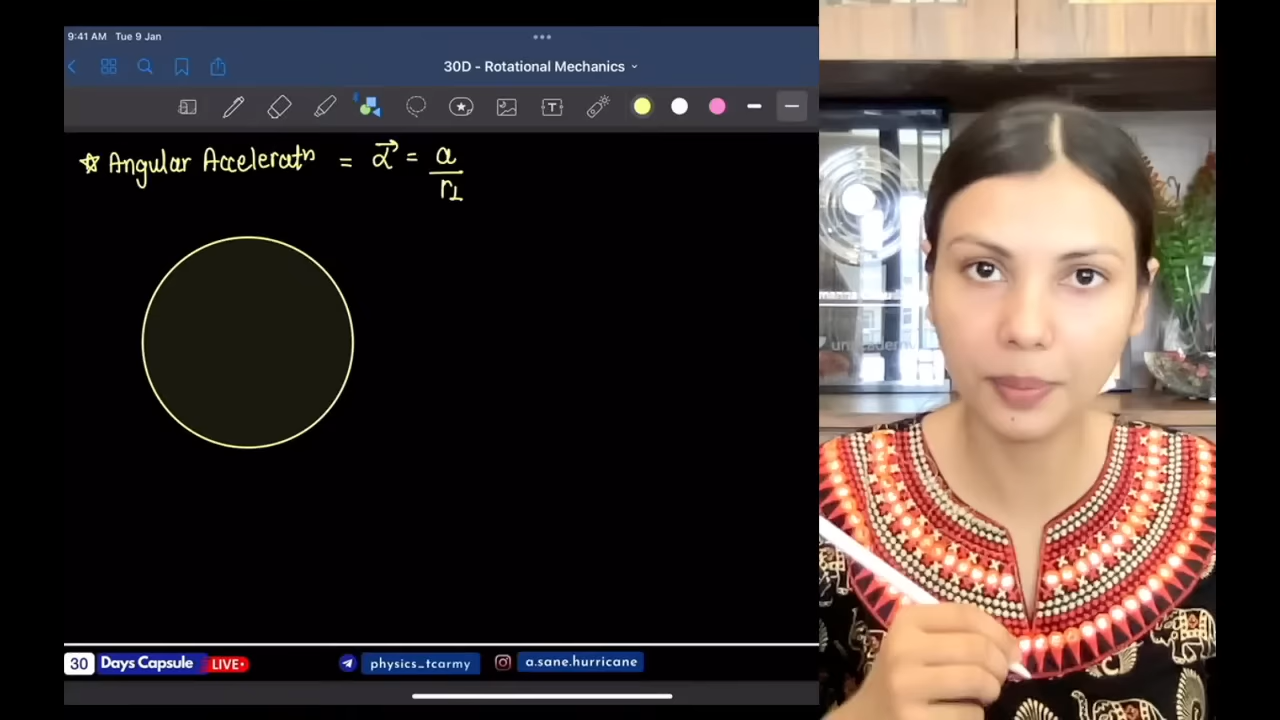 9:41 AM Tue 9 Jan
30D - Rotational Mechanics
☆ Angular Acceleratⁿ = α⃗ = a/r⊥
30 Days Capsule LIVE
physics_tcarmy
a.sane.hurricane